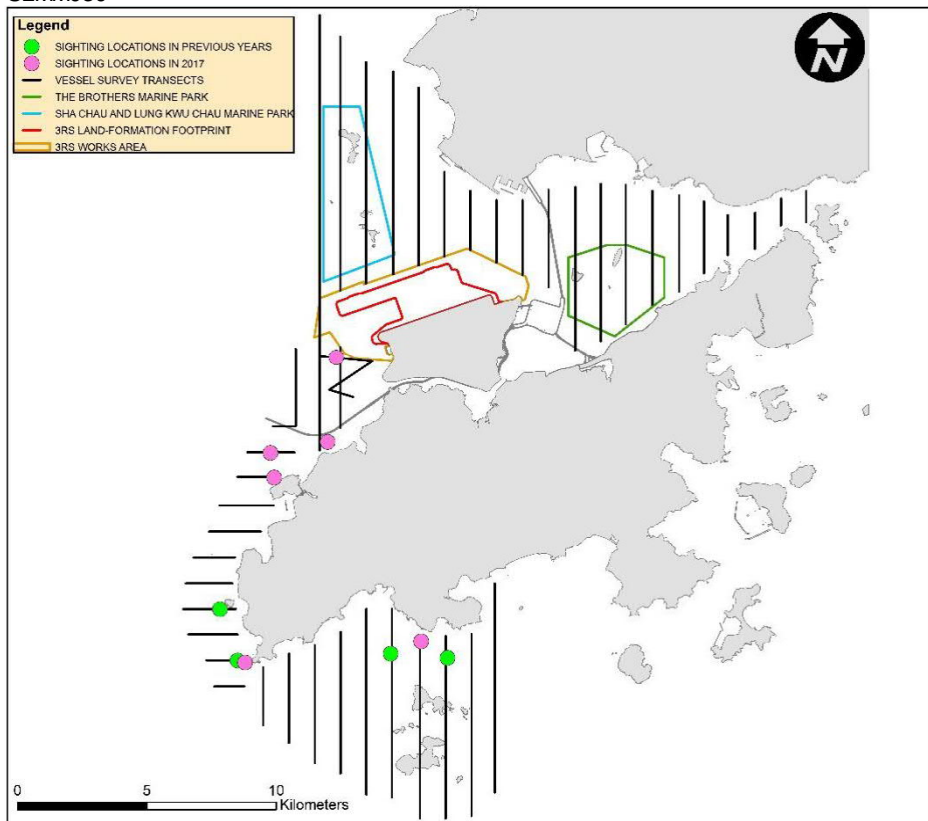 Legend
SIGHTING LOCATIONS IN PREVIOUS YEARS
SIGHTING LOCATIONS IN 2017
VESSEL SURVEY TRANSECTS
THE BROTHERS MARINE PARK
SHA CHAU AND LUNG KWU CHAU MARINE PARK
3RS LAND-FORMATION FOOTPRINT
3RS WORKS AREA
N
0 5 10
Kilometers